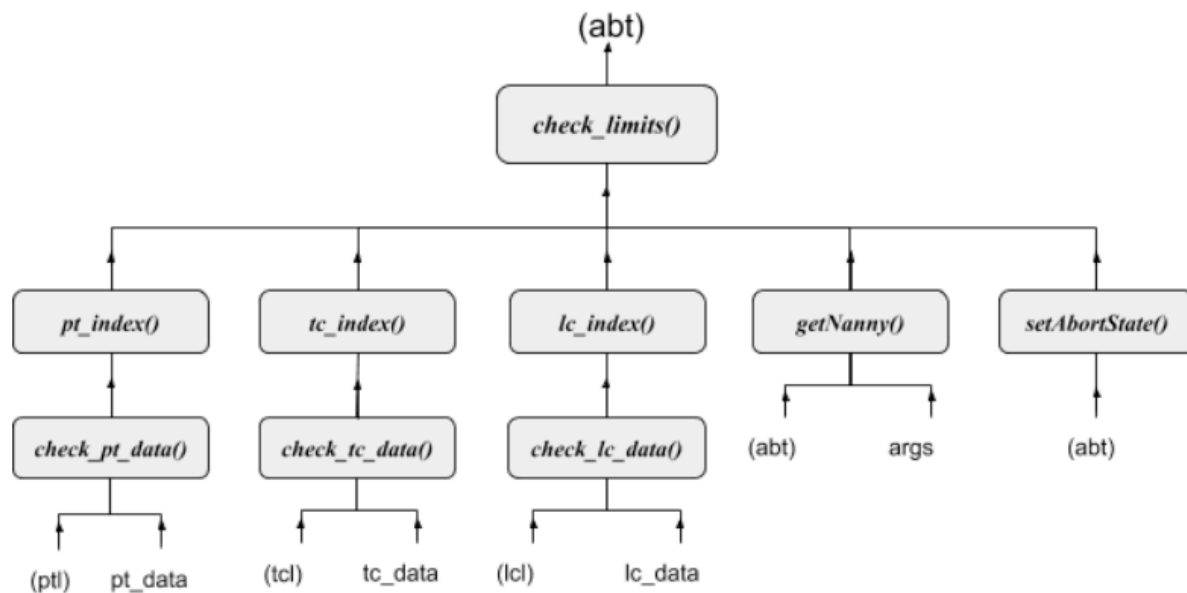 (abt)
check_limits()
pt_index()
tc_index()
lc_index()
getNanny()
setAbortState()
check_pt_data()
check_tc_data()
check_lc_data()
(abt)
args
(abt)
(ptl)
pt_data
(tcl)
tc_data
(lcl)
lc_data